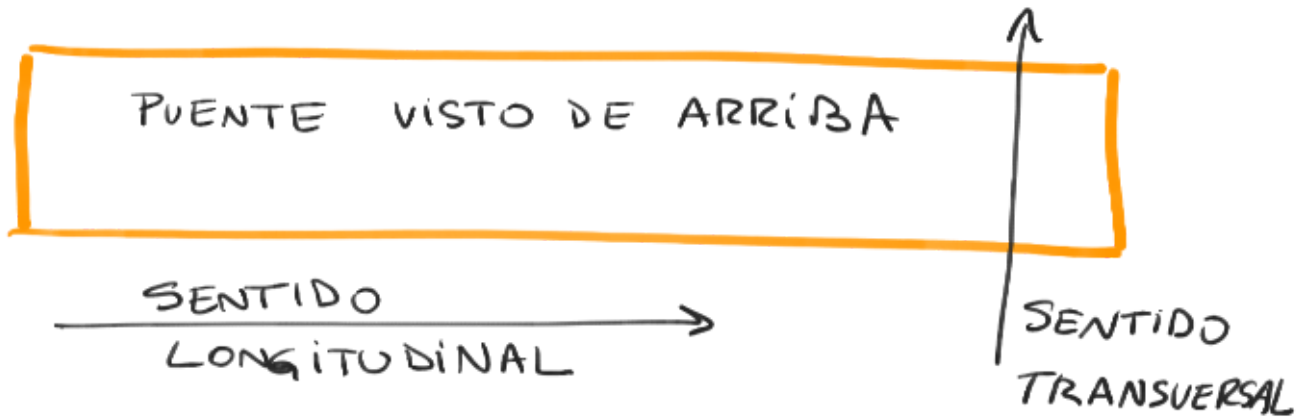 PUENTE VISTO DE ARRIBA
SENTIDO
LONGITUDINAL
SENTIDO
TRANSVERSAL